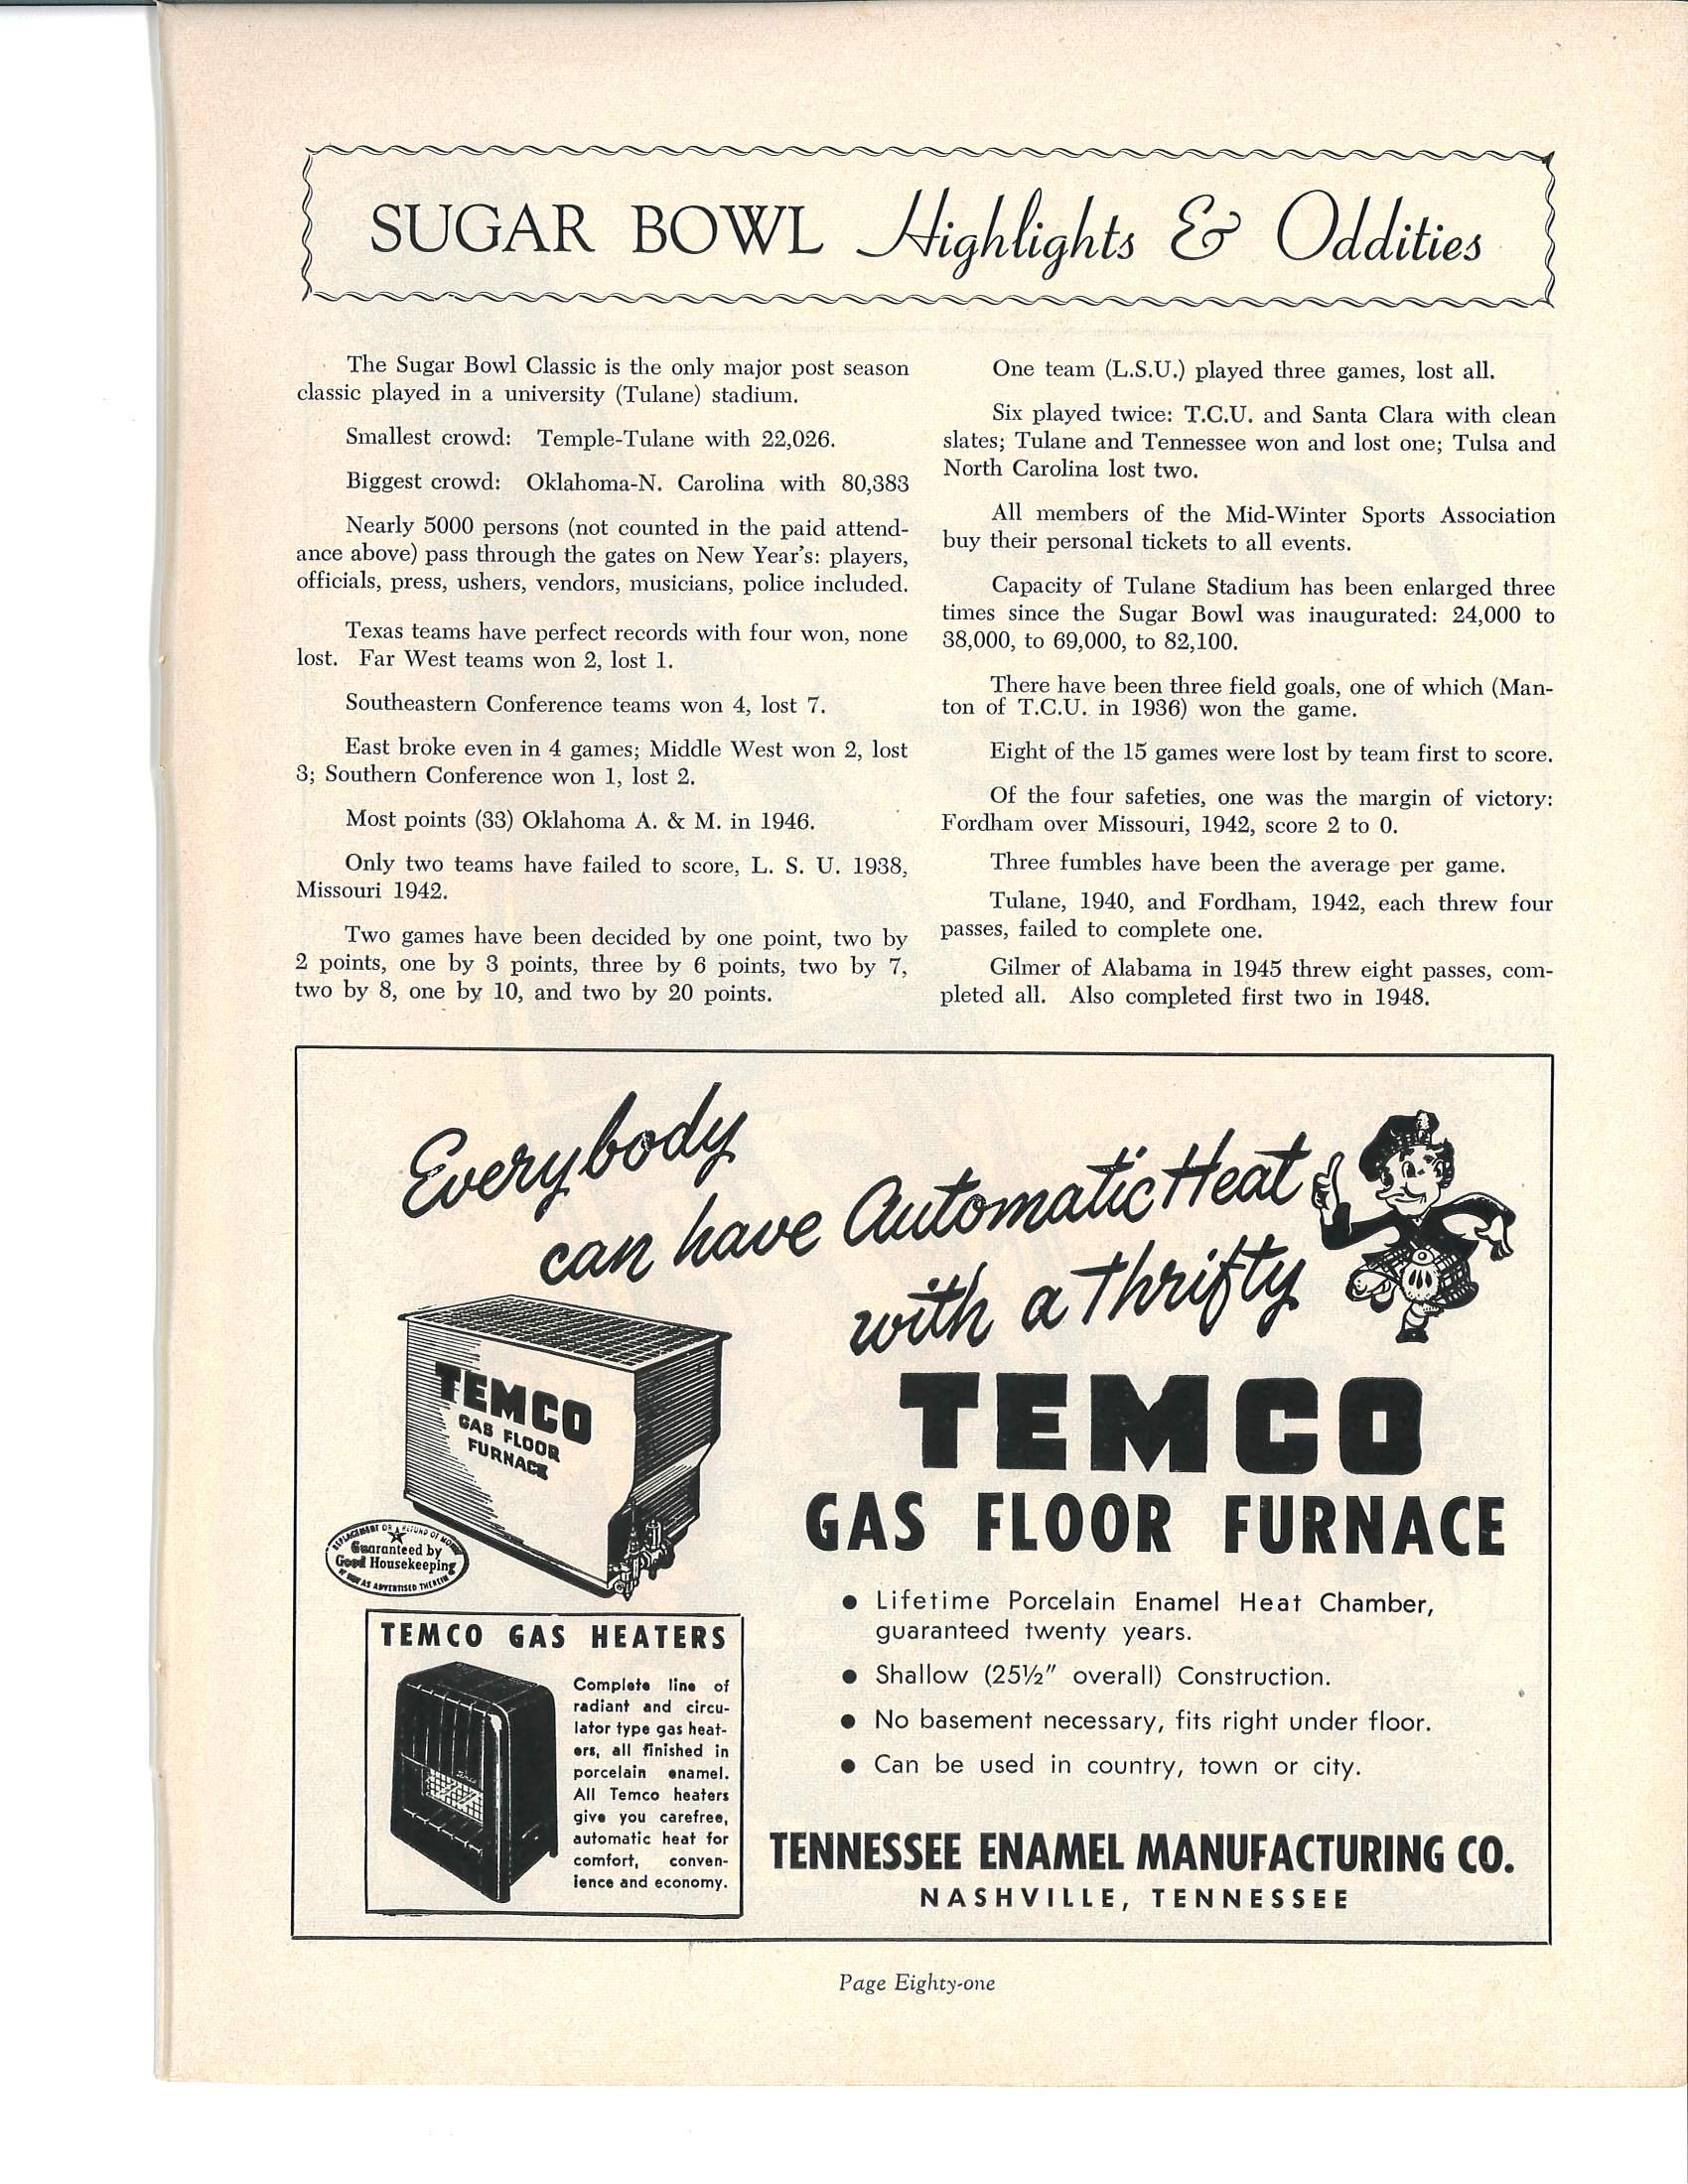 SUGAR BOWL Highlights & Oddities
The Sugar Bowl Classic is the only major post season
classic played in a university (Tulane) stadium.
Smallest crowd: Temple-Tulane with 22,026.
Biggest crowd: Oklahoma-N. Carolina with 80,383
Nearly 5000 persons (not counted in the paid attend-
ance above) pass through the gates on New Year's: players,
officials, press, ushers, vendors, musicians, police included.
Texas teams have perfect records with four won, none
lost. Far West teams won 2, lost 1.
Southeastern Conference teams won 4, lost 7.
East broke even in 4 games; Middle West won 2, lost
3; Southern Conference won 1, lost 2.
Most points (33) Oklahoma A. & M. in 1946.
Only two teams have failed to score, L. S. U. 1938,
Missouri 1942.
Two games have been decided by one point, two by
2 points, one by 3 points, three by 6 points, two by 7,
two by 8, one by 10, and two by 20 points.
One team (L.S.U.) played three games, lost all.
Six played twice: T.C.U. and Santa Clara with clean
slates; Tulane and Tennessee won and lost one; Tulsa and
North Carolina lost two.
All members of the Mid-Winter Sports Association
buy their personal tickets to all events.
Capacity of Tulane Stadium has been enlarged three
times since the Sugar Bowl was inaugurated: 24,000 to
38,000, to 69,000, to 82,100.
There have been three field goals, one of which (Man-
ton of T.C.U. in 1936) won the game.
Eight of the 15 games were lost by team first to score.
Of the four safeties, one was the margin of victory:
Fordham over Missouri, 1942, score 2 to 0.
Three fumbles have been the average per game.
Tulane, 1940, and Fordham, 1942, each threw four
passes, failed to complete one.
Gilmer of Alabama in 1945 threw eight passes, com-
pleted all. Also completed first two in 1948.
Everybody
can have Automatic Heat
with a Thrifty
TEMCO
GAS FLOOR FURNACE
TEMCO
GAS FLOOR
FURNACE
REPLACEMENT OR A REFUND OF MONEY
Guaranteed by
Good Housekeeping
IF NOT AS ADVERTISED THEREIN
TEMCO GAS HEATERS
Complete line of
radiant and circu-
lator type gas heat-
ers, all finished in
porcelain enamel.
All Temco heaters
give you carefree,
automatic heat for
comfort, conven-
ience and economy.
● Lifetime Porcelain Enamel Heat Chamber,
guaranteed twenty years.
● Shallow (25½" overall) Construction.
● No basement necessary, fits right under floor.
● Can be used in country, town or city.
TENNESSEE ENAMEL MANUFACTURING CO.
NASHVILLE, TENNESSEE
Page Eighty-one